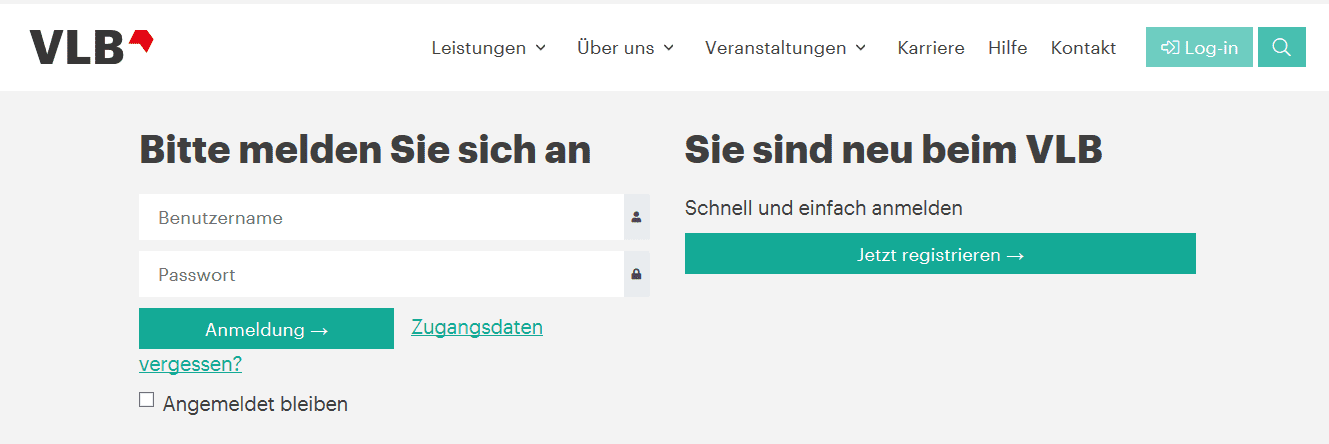 VLB
Leistungen Über uns Veranstaltungen Karriere Hilfe Kontakt Log-in
Bitte melden Sie sich an
Benutzername
Passwort
Anmeldung → Zugangsdaten
vergessen?
Angemeldet bleiben
Sie sind neu beim VLB
Schnell und einfach anmelden
Jetzt registrieren →